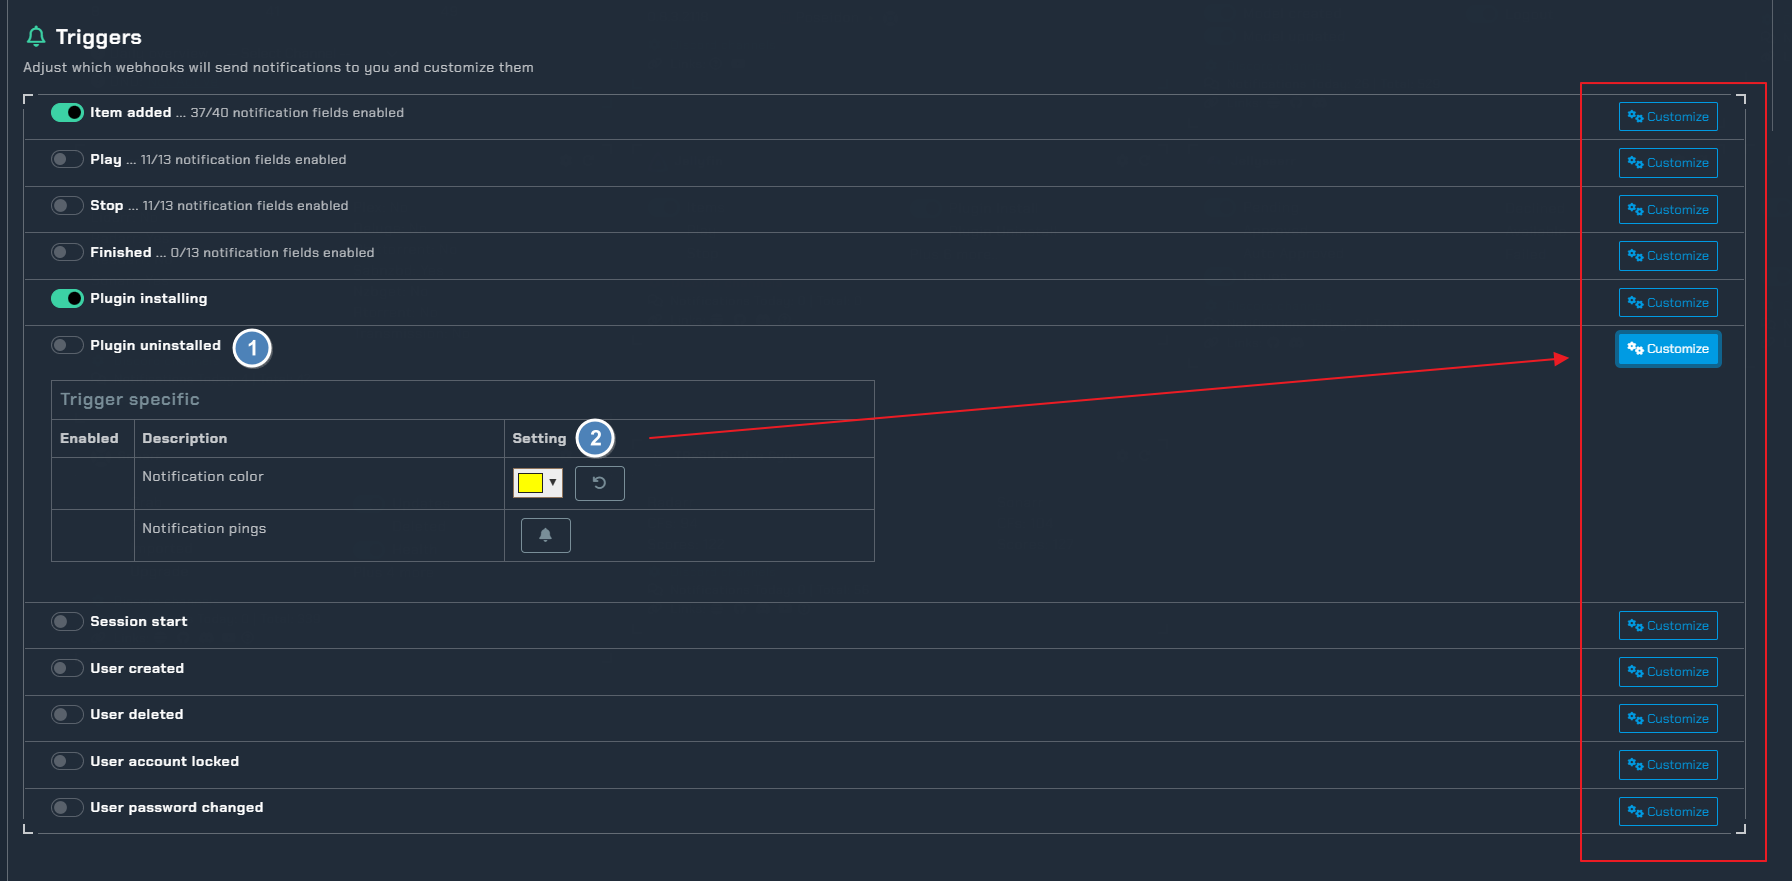 Triggers
Adjust which webhooks will send notifications to you and customize them
Item added ... 37/40 notification fields enabled
Customize
Play ... 11/13 notification fields enabled
Customize
Stop ... 11/13 notification fields enabled
Customize
Finished ... 0/13 notification fields enabled
Customize
Plugin installing
Customize
Plugin uninstalled
1
Customize
Trigger specific
Enabled Description Setting
2
Notification color
Notification pings
Session start
Customize
User created
Customize
User deleted
Customize
User account locked
Customize
User password changed
Customize